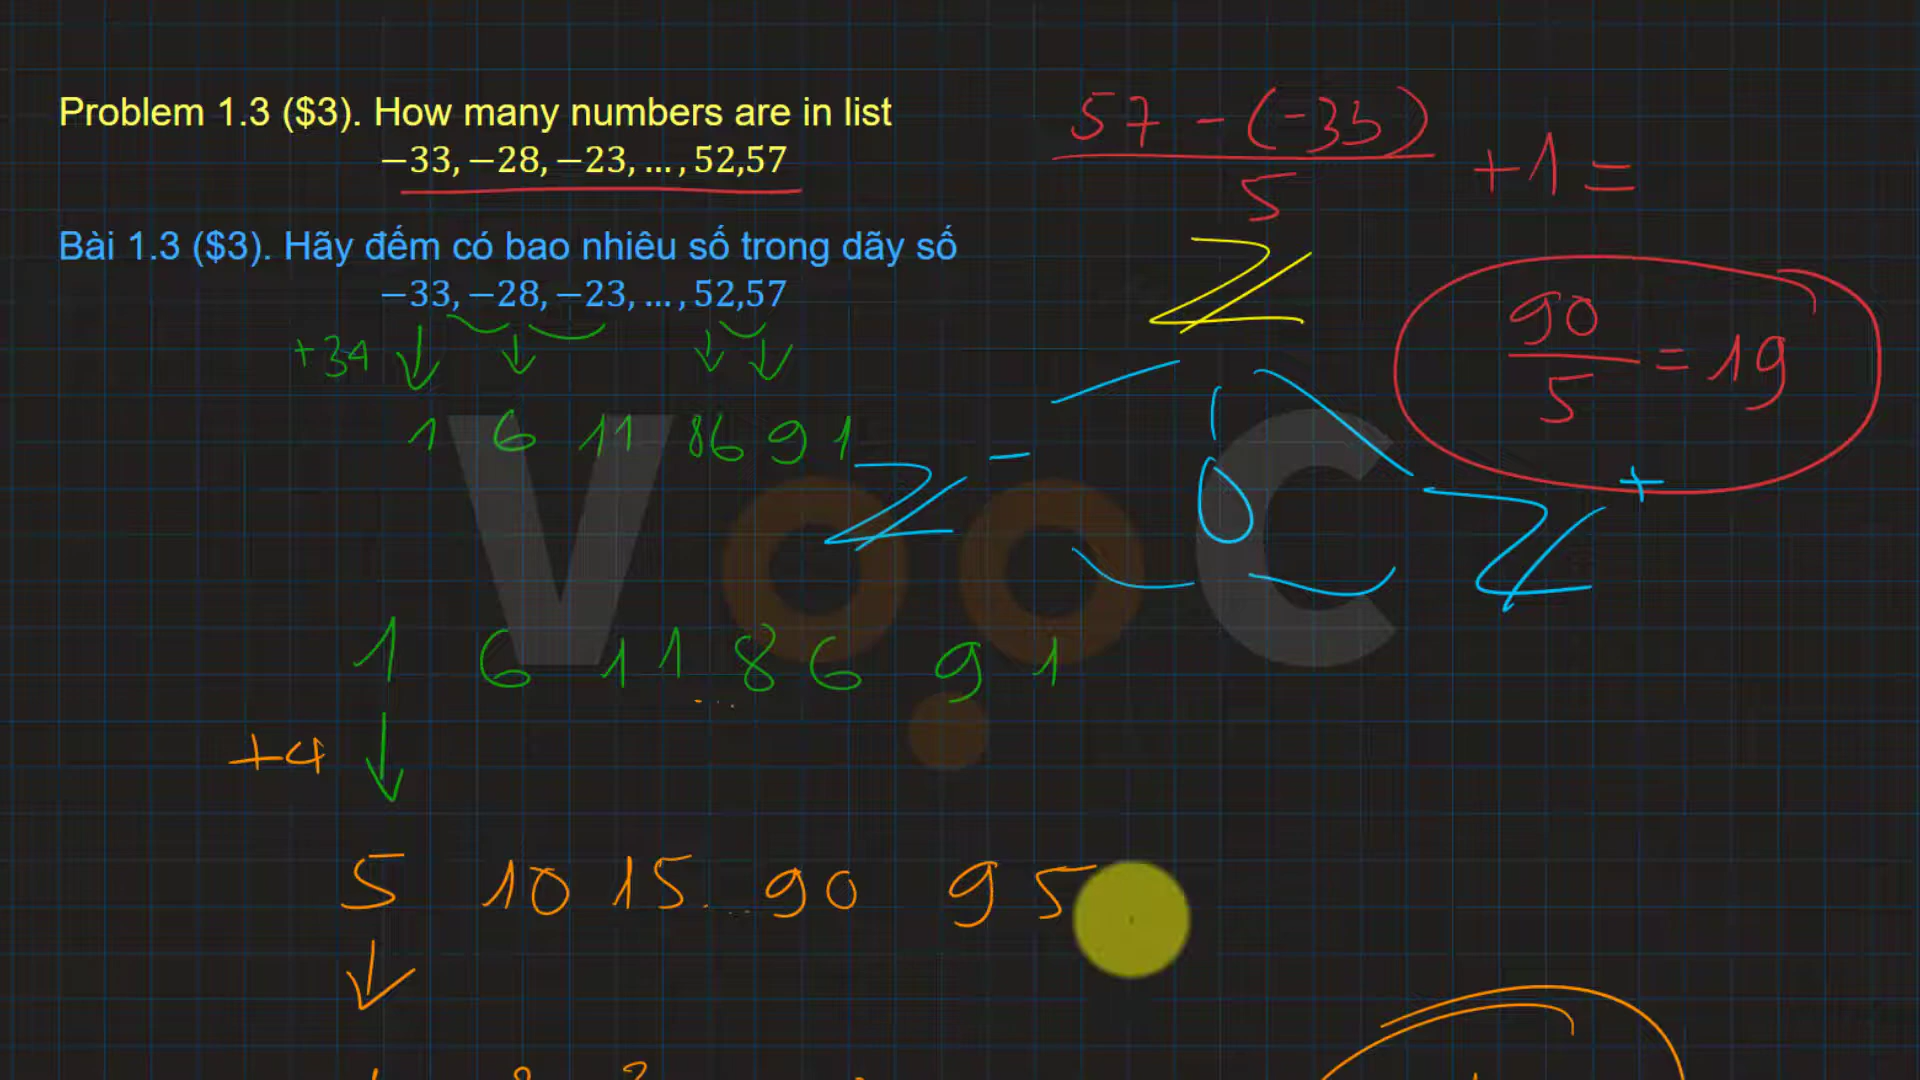 Problem 1.3 ($3). How many numbers are in list
−33, −28, −23, … , 52,57
Bài 1.3 ($3). Hãy đếm có bao nhiêu số trong dãy số
−33, −28, −23, … , 52,57
57 - (-33)
5
+1 =
90
5
= 19
ℤ
+34
1 6 11 86 91
ℤ - 0 ℤ +
VooC
1 6 11 ... 86 91
+4
5 10 15 ... 90 95